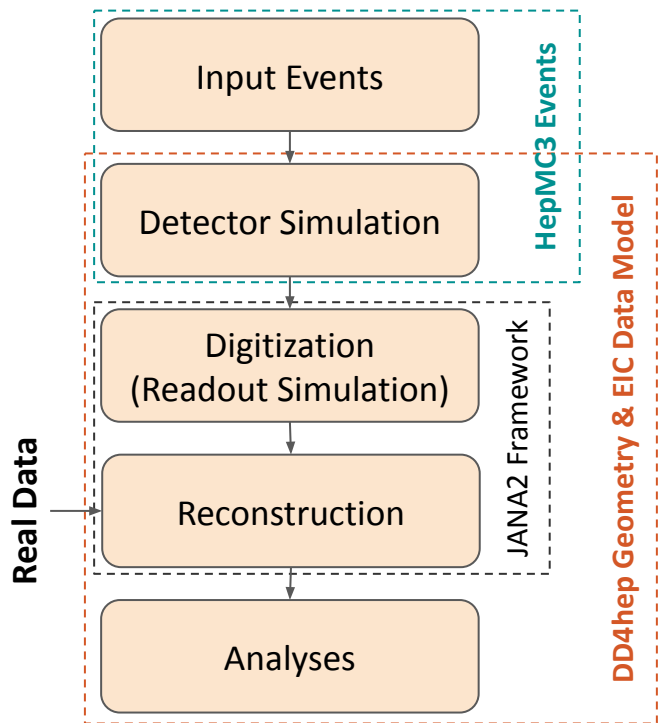 Input Events
HepMC3 Events
Detector Simulation
DD4hep Geometry & EIC Data Model
Digitization
(Readout Simulation)
JANA2 Framework
Real Data
Reconstruction
Analyses